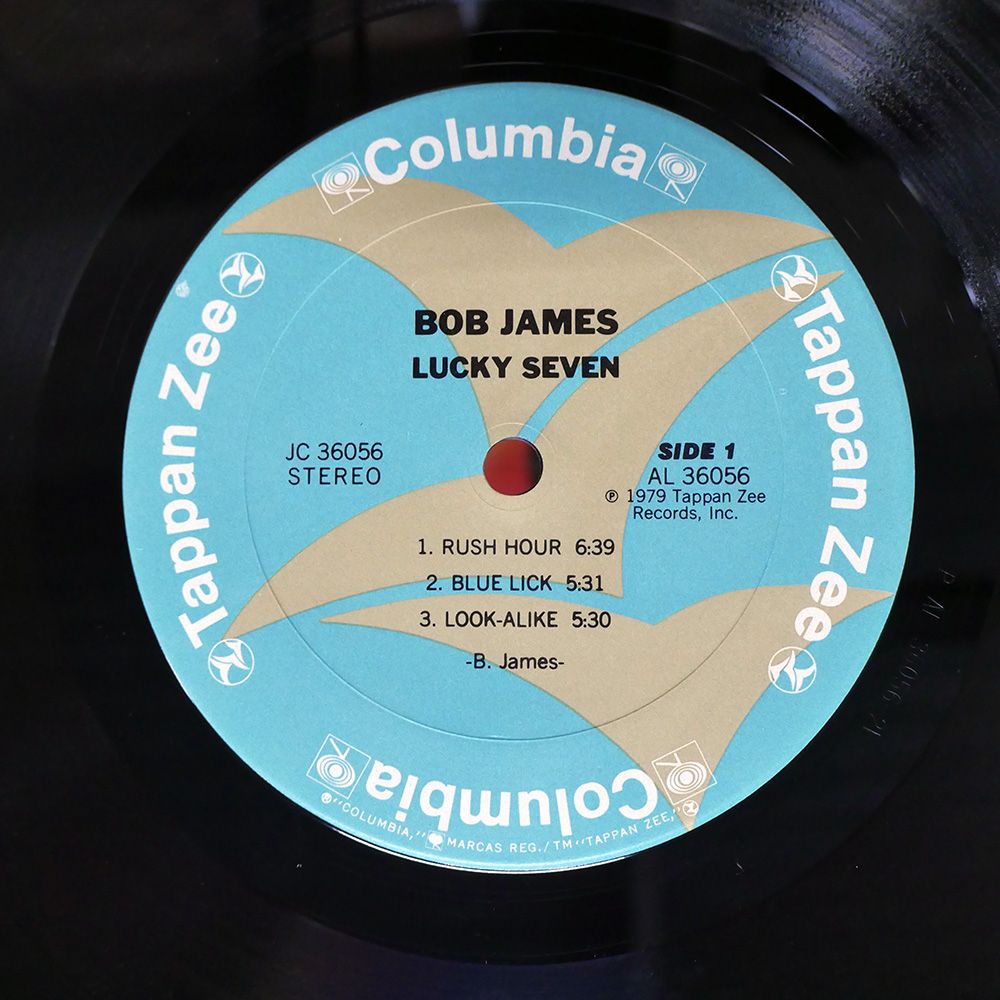 Columbia
Tappan Zee
Tappan Zee
BOB JAMES
LUCKY SEVEN
JC 36056
STEREO
SIDE 1
AL 36056
℗ 1979 Tappan Zee
Records, Inc.
1. RUSH HOUR 6:39
2. BLUE LICK 5:31
3. LOOK-ALIKE 5:30
-B. James-
Columbia
"COLUMBIA," MARCAS REG./TM "TAPPAN ZEE,"